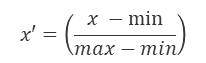 x' = ( x − min / max − min )